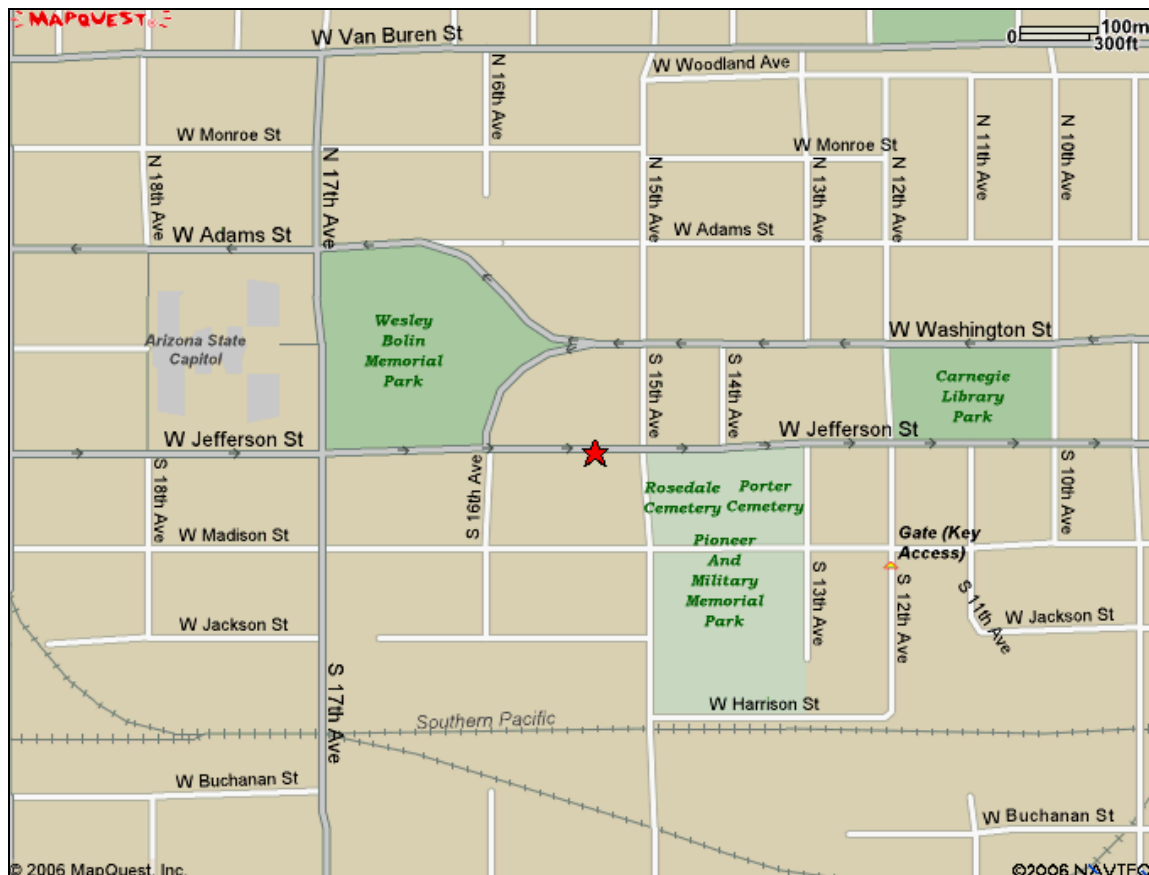 MAPQUEST
W Van Buren St
0
100m
300ft
N 16th Ave
W Woodland Ave
W Monroe St
W Monroe St
N 18th Ave
N 17th Ave
N 15th Ave
N 13th Ave
N 12th Ave
N 11th Ave
N 10th Ave
W Adams St
W Adams St
Arizona State
Capitol
Wesley
Bolin
Memorial
Park
W Washington St
S 15th Ave
S 14th Ave
Carnegie
Library
Park
W Jefferson St
W Jefferson St
S 18th Ave
S 16th Ave
Rosedale
Cemetery
Porter
Cemetery
S 10th Ave
W Madison St
Pioneer
And
Military
Memorial
Park
Gate (Key
Access)
S 13th Ave
S 12th Ave
S 11th Ave
W Jackson St
W Jackson St
S 17th Ave
W Harrison St
Southern Pacific
W Buchanan St
W Buchanan St
© 2006 MapQuest, Inc.
©2006 NAVTEQ